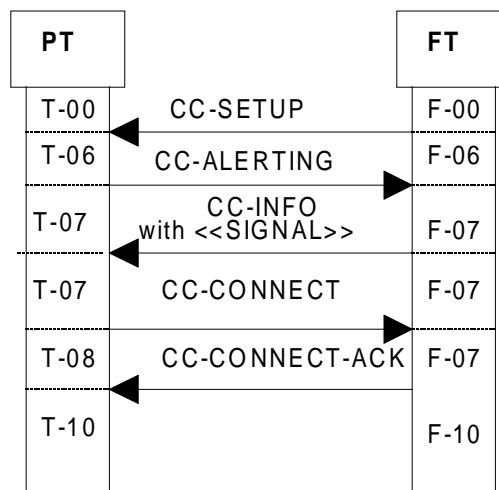 PT FT
T-00 CC-SETUP F-00
T-06 CC-ALERTING F-06
CC-INFO
T-07 with <<SIGNAL>> F-07
T-07 CC-CONNECT F-07
T-08 CC-CONNECT-ACK F-07
T-10 F-10